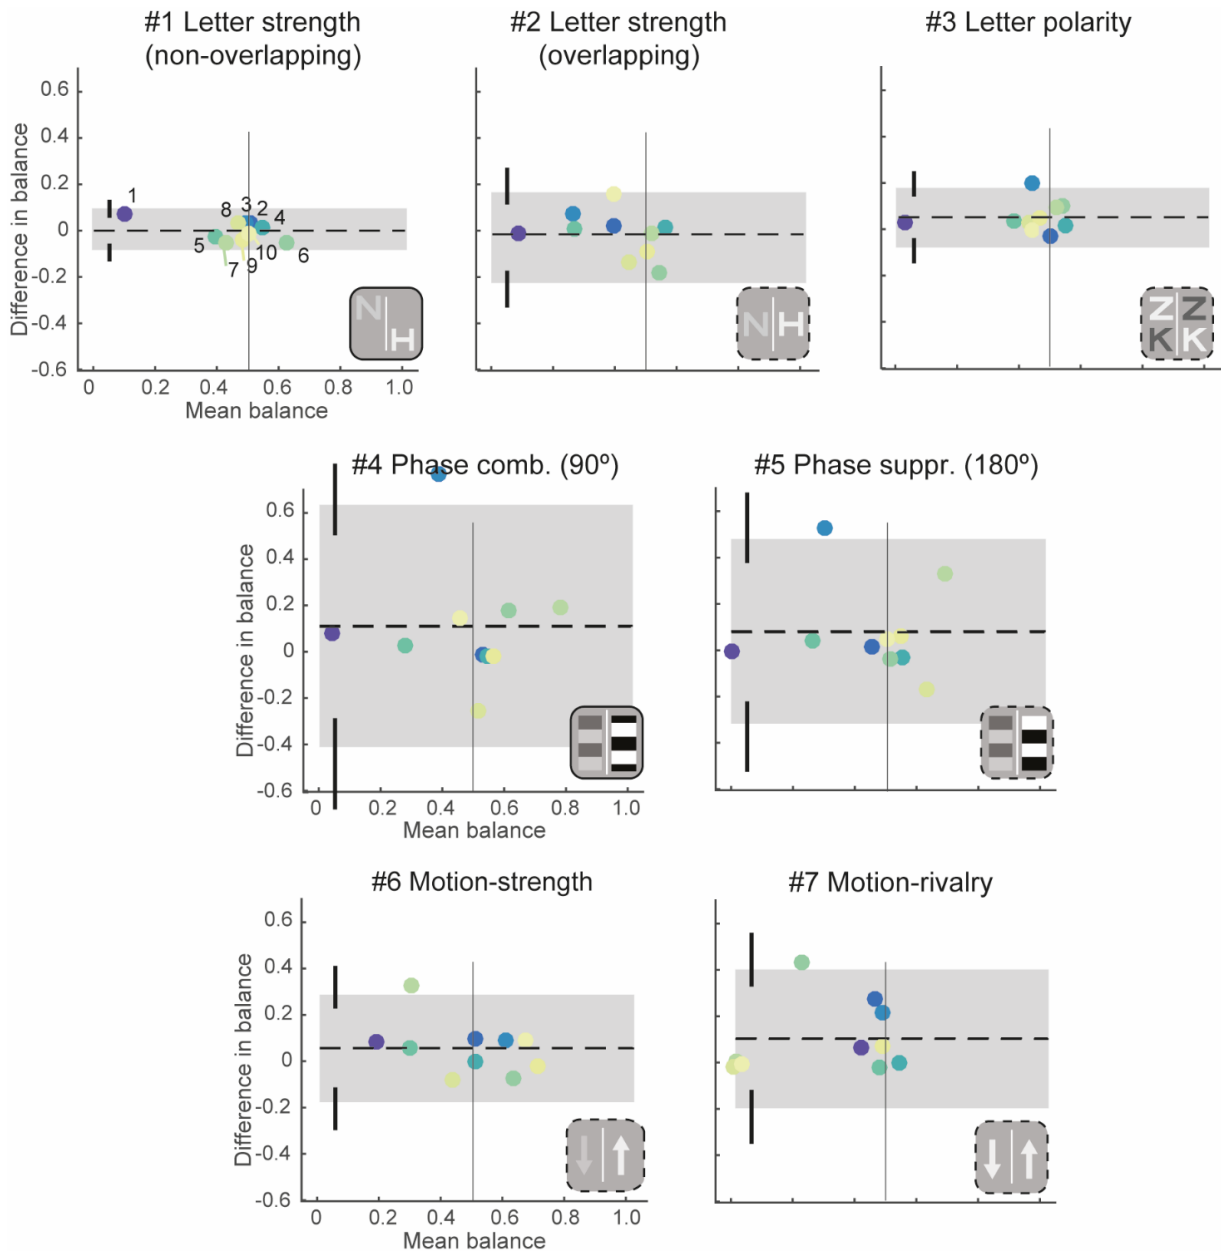 #1 Letter strength
(non-overlapping)
#2 Letter strength
(overlapping)
#3 Letter polarity
Difference in balance
0.6
0.4
0.2
0
-0.2
-0.4
-0.6
1
8
3
2
4
5
7
9
10
6
N
H
N
H
Z
Z
K
K
0
0.2
0.4
0.6
0.8
1.0
Mean balance
#4 Phase comb. (90º)
#5 Phase suppr. (180º)
Difference in balance
0.6
0.4
0.2
0
-0.2
-0.4
-0.6
0
0.2
0.4
0.6
0.8
1.0
Mean balance
#6 Motion-strength
#7 Motion-rivalry
Difference in balance
0.6
0.4
0.2
0
-0.2
-0.4
-0.6
0
0.2
0.4
0.6
0.8
1.0
Mean balance